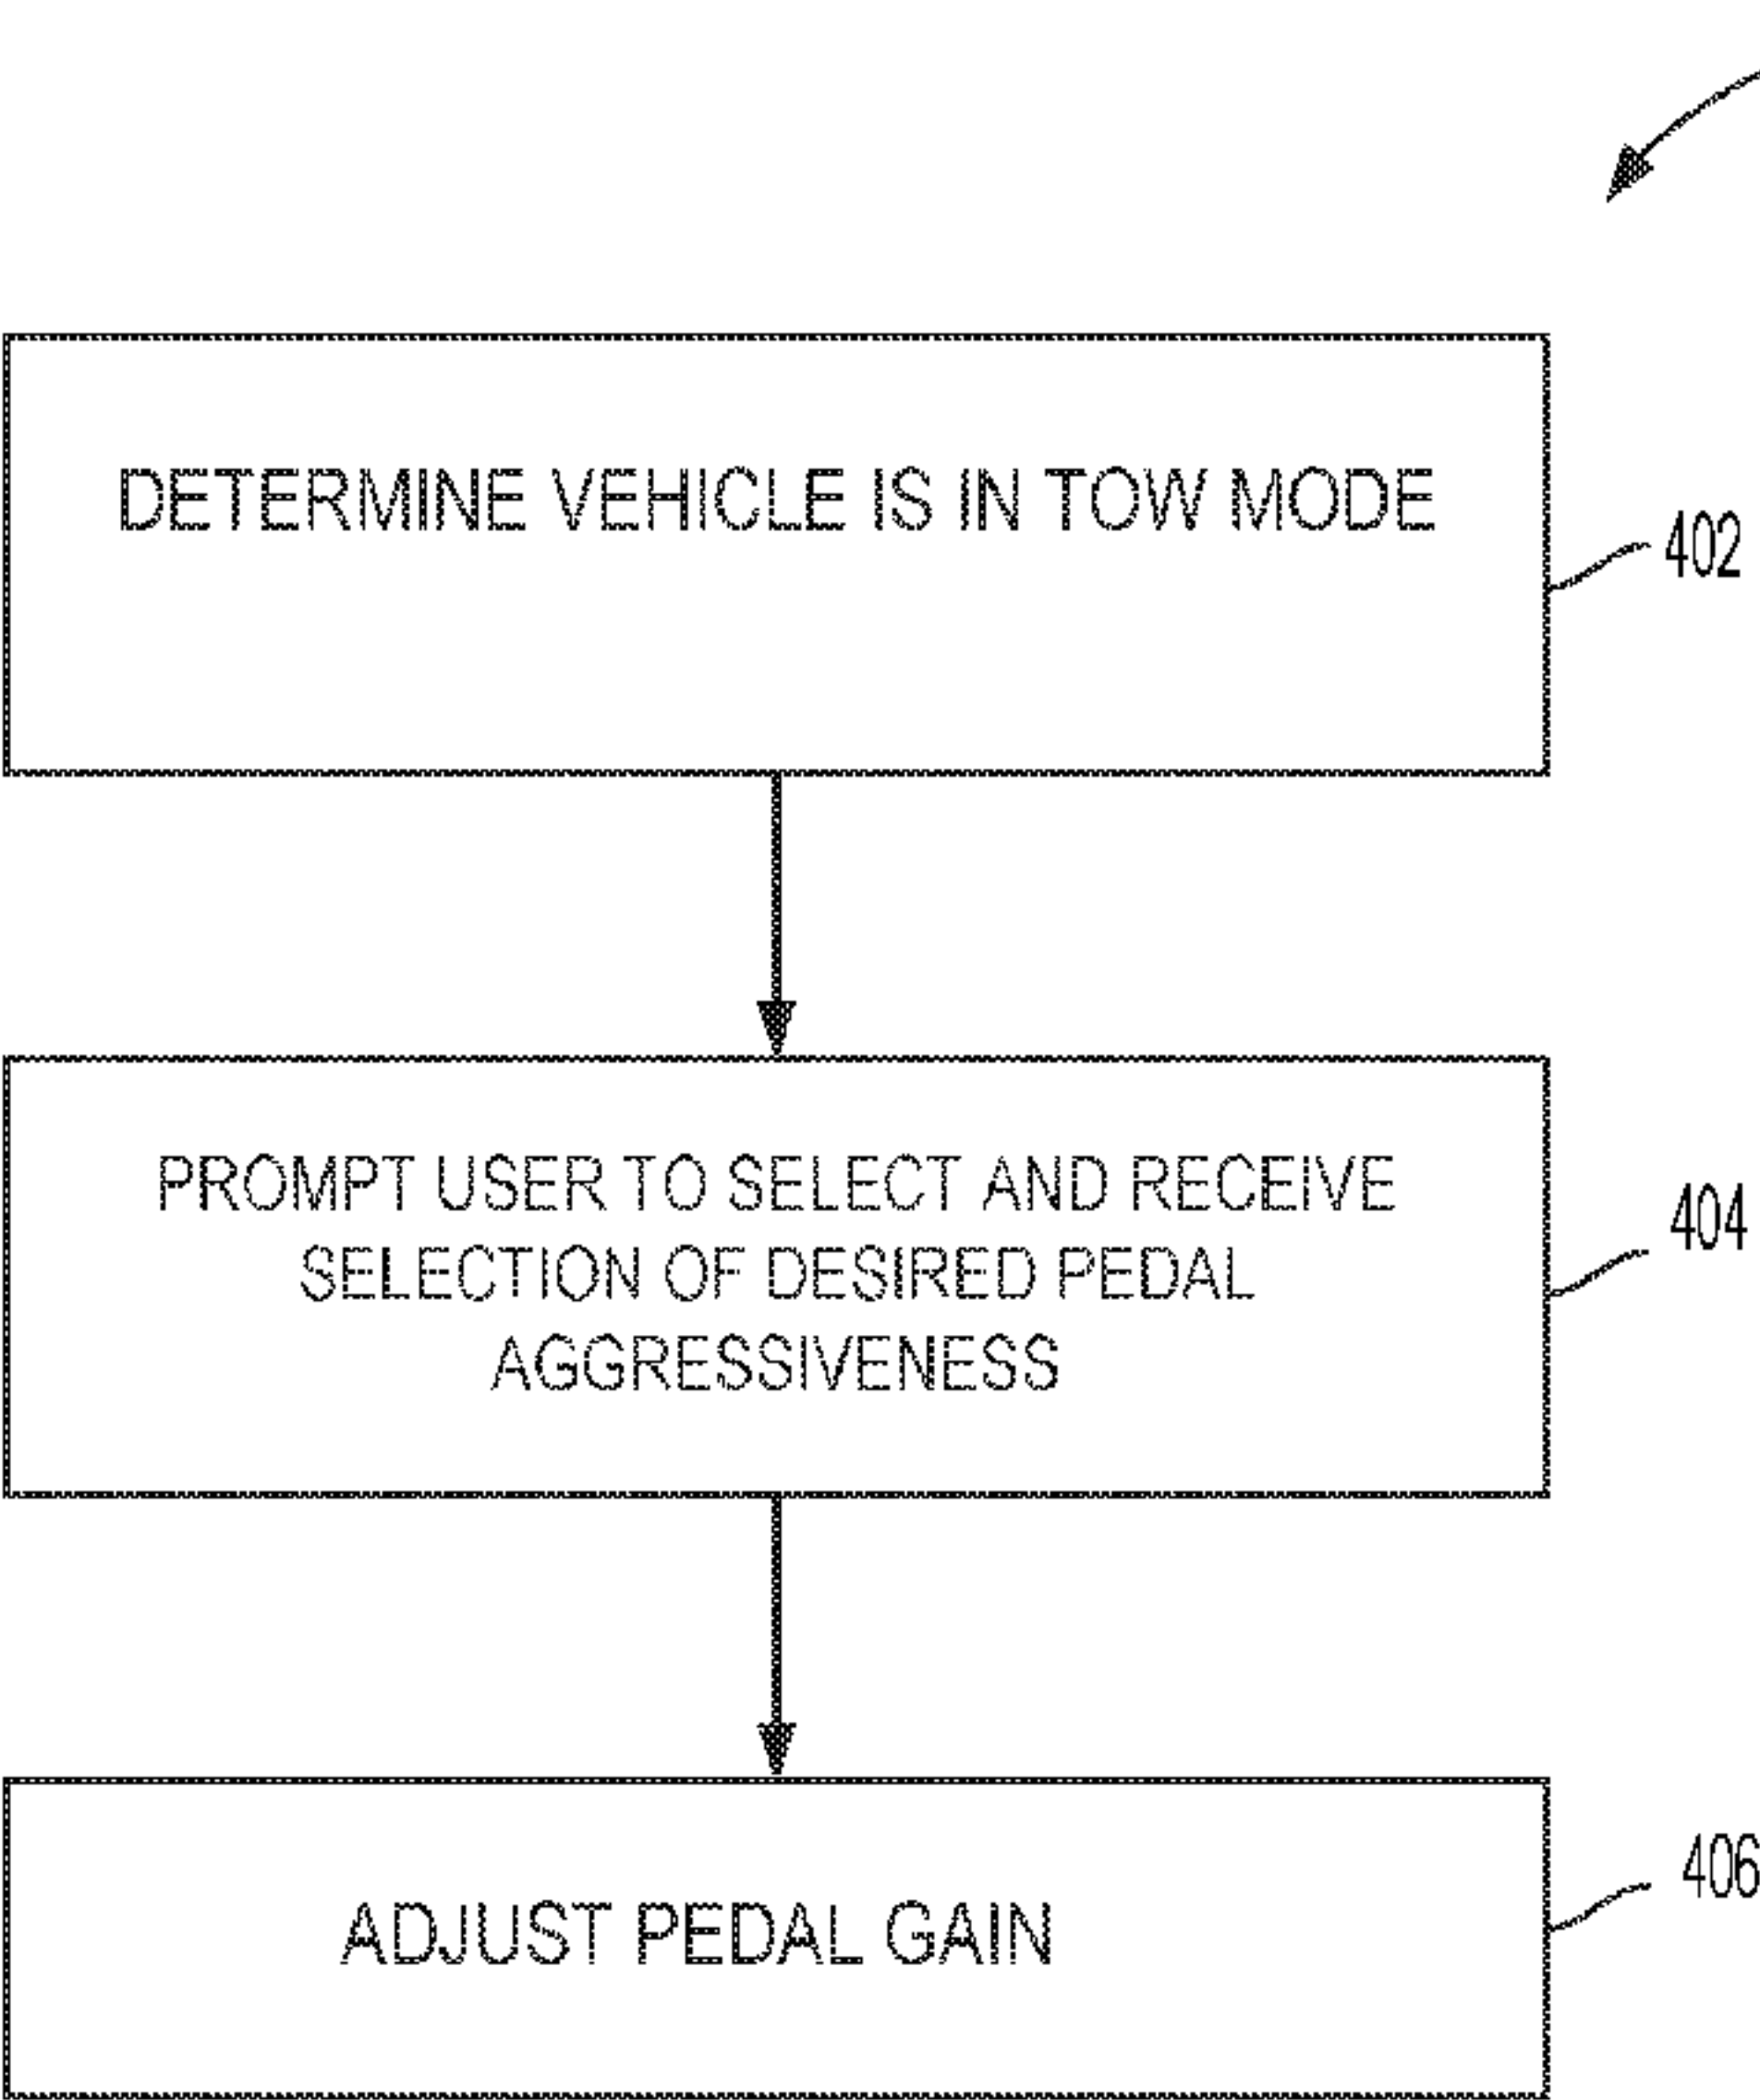 DETERMINE VEHICLE IS IN TOW MODE
402
PROMPT USER TO SELECT AND RECEIVE
SELECTION OF DESIRED PEDAL
AGGRESSIVENESS
404
ADJUST PEDAL GAIN
406